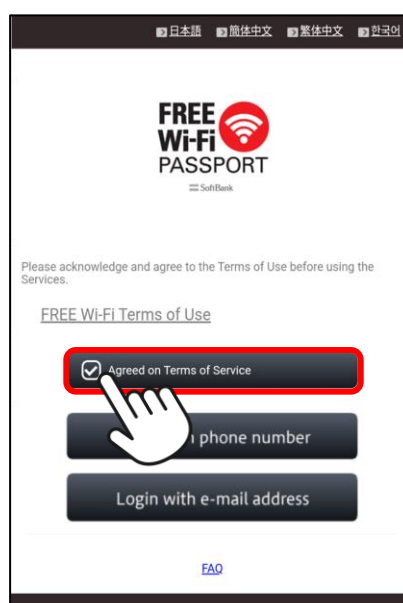 日本語 簡体中文 繁体中文 한국어
FREE
Wi-Fi
PASSPORT
SoftBank
Please acknowledge and agree to the Terms of Use before using the
Services.
FREE Wi-Fi Terms of Use
Agreed on Terms of Service
phone number
Login with e-mail address
FAQ